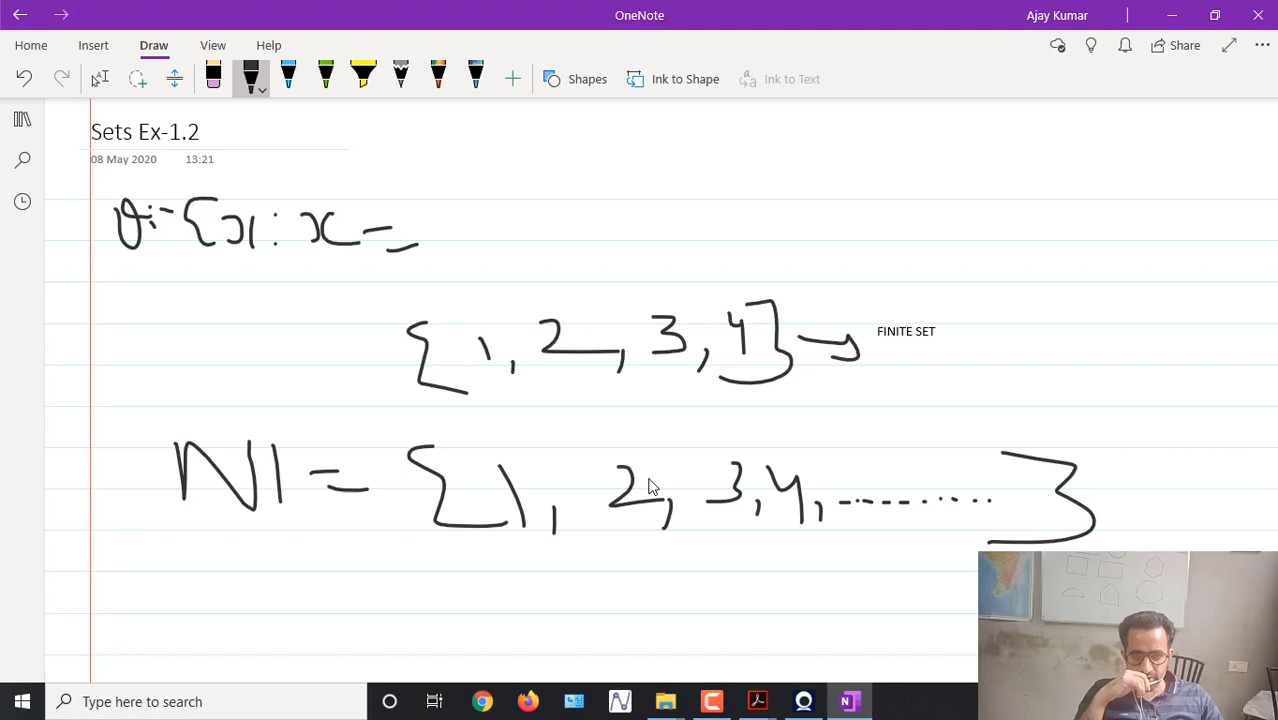 OneNote
Ajay Kumar
Home Insert Draw View Help
Share
Shapes Ink to Shape Ink to Text
Sets Ex-1.2
08 May 2020 13:21
{x : x =
{ 1, 2, 3, 4} → FINITE SET
N = { 1, 2, 3, 4, .............. }
Type here to search